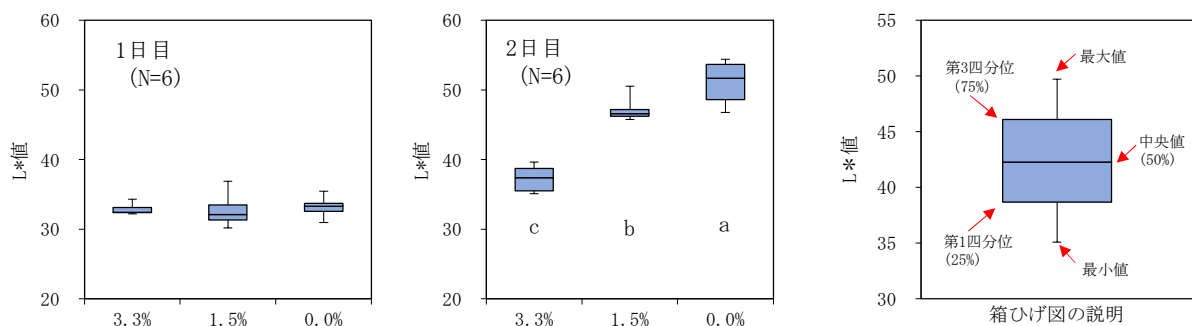 60
50
40
30
20
L*値
1日目
(N=6)
3.3%
1.5%
0.0%
60
50
40
30
20
L*値
2日目
(N=6)
c
b
a
3.3%
1.5%
0.0%
55
50
45
40
35
30
L*値
最大値
第3四分位
(75%)
中央値
(50%)
第1四分位
(25%)
最小値
箱ひげ図の説明